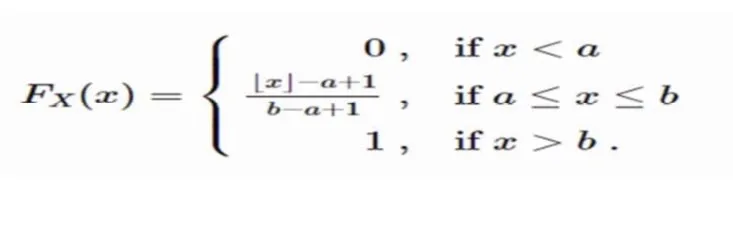 0 , if x < a
F_X(x) = { (⌊x⌋−a+1)/(b−a+1) , if a ≤ x ≤ b
1 , if x > b .